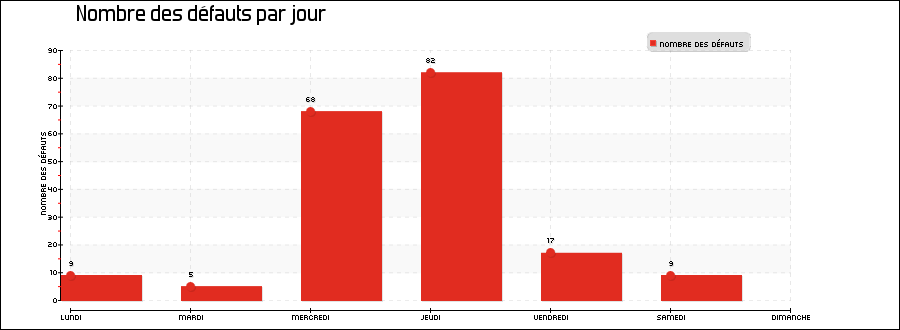 Nombre des défauts par jour
NOMBRE DES DÉFAUTS
NOMBRE DES DÉFAUTS
90
80
70
60
50
40
30
20
10
0
9
5
68
82
17
9
LUNDI
MARDI
MERCREDI
JEUDI
VENDREDI
SAMEDI
DIMANCHE